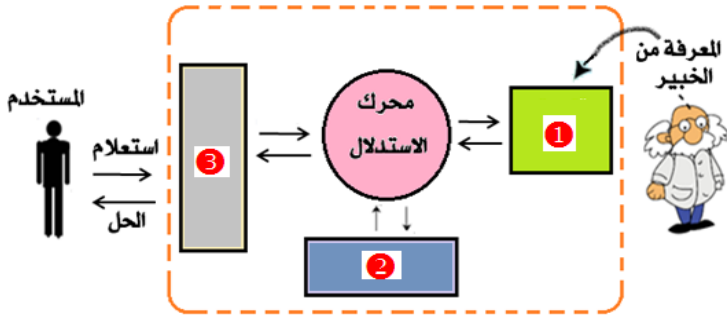 المعرفة من
الخبير
المستخدم
محرك
الاستدلال
1
استعلام
3
الحل
2